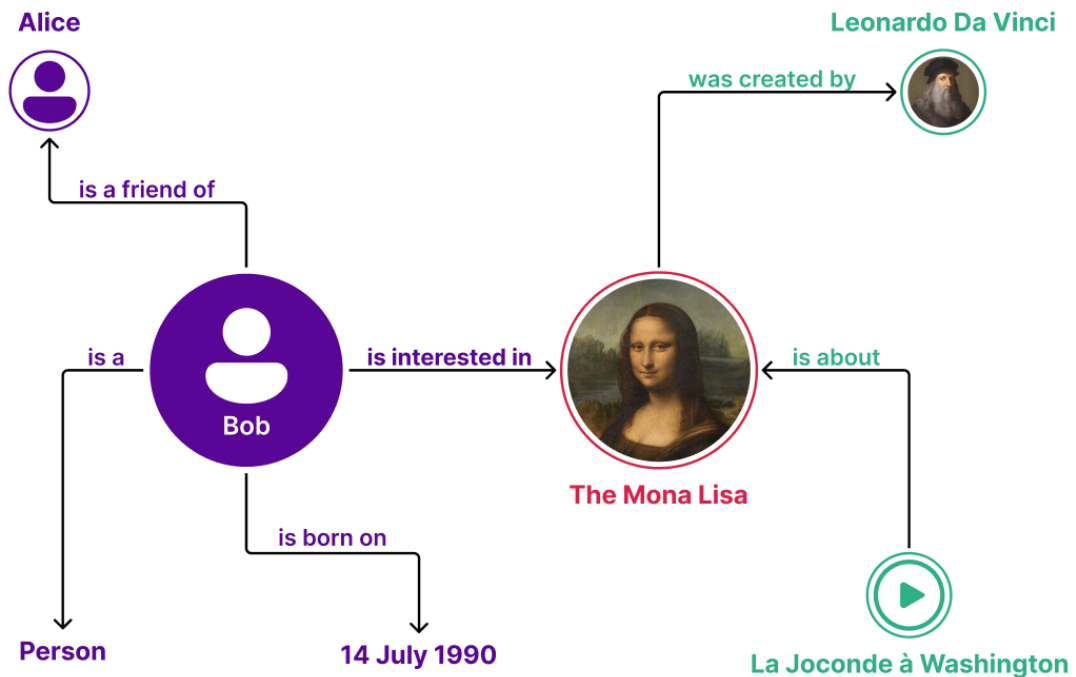 Alice
Leonardo Da Vinci
was created by
is a friend of
is a
is interested in
is about
Bob
The Mona Lisa
is born on
Person
14 July 1990
La Joconde à Washington